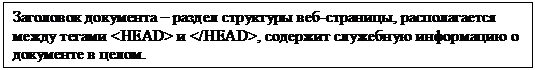 Заголовок документа – раздел структуры веб-страницы, располагается
между тегами <HEAD> и </HEAD>, содержит служебную информацию о
документе в целом.